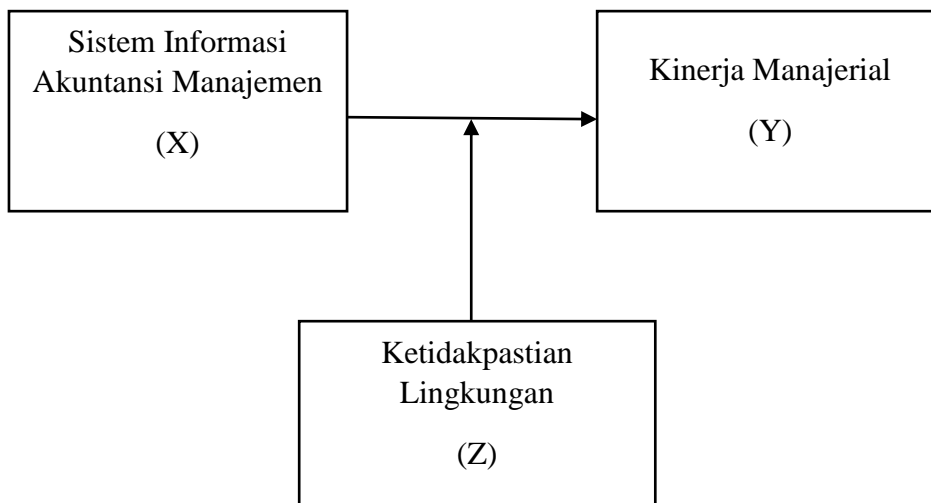 Sistem Informasi
Akuntansi Manajemen
(X)
Kinerja Manajerial
(Y)
Ketidakpastian
Lingkungan
(Z)